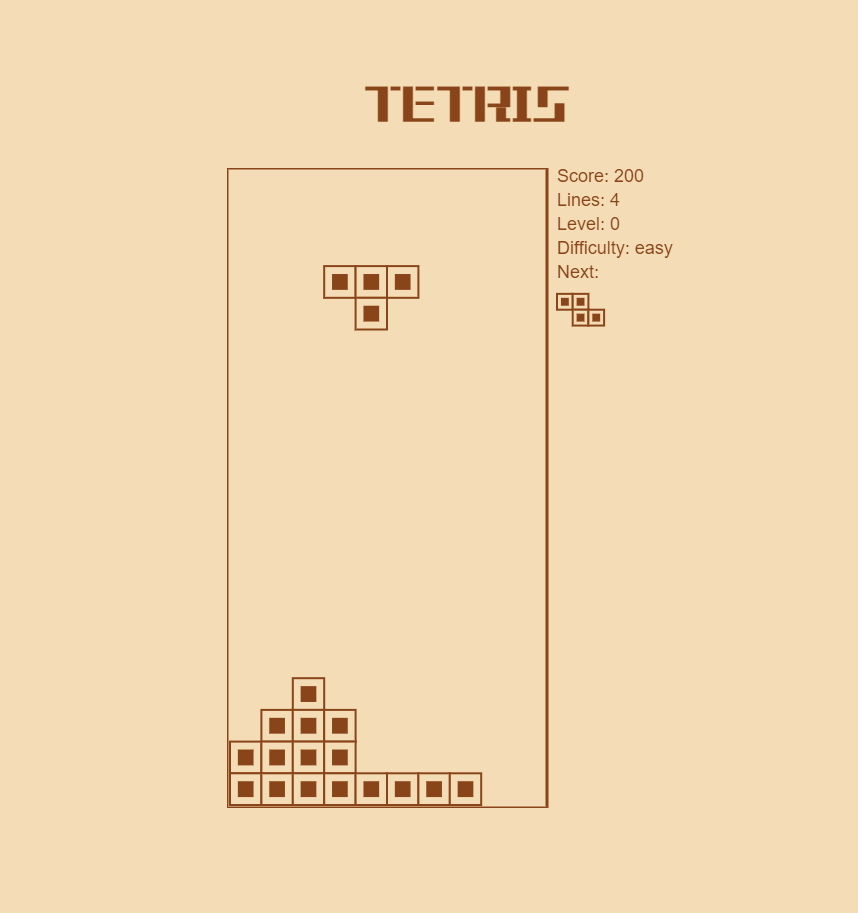 TETRIS
Score: 200
Lines: 4
Level: 0
Difficulty: easy
Next: